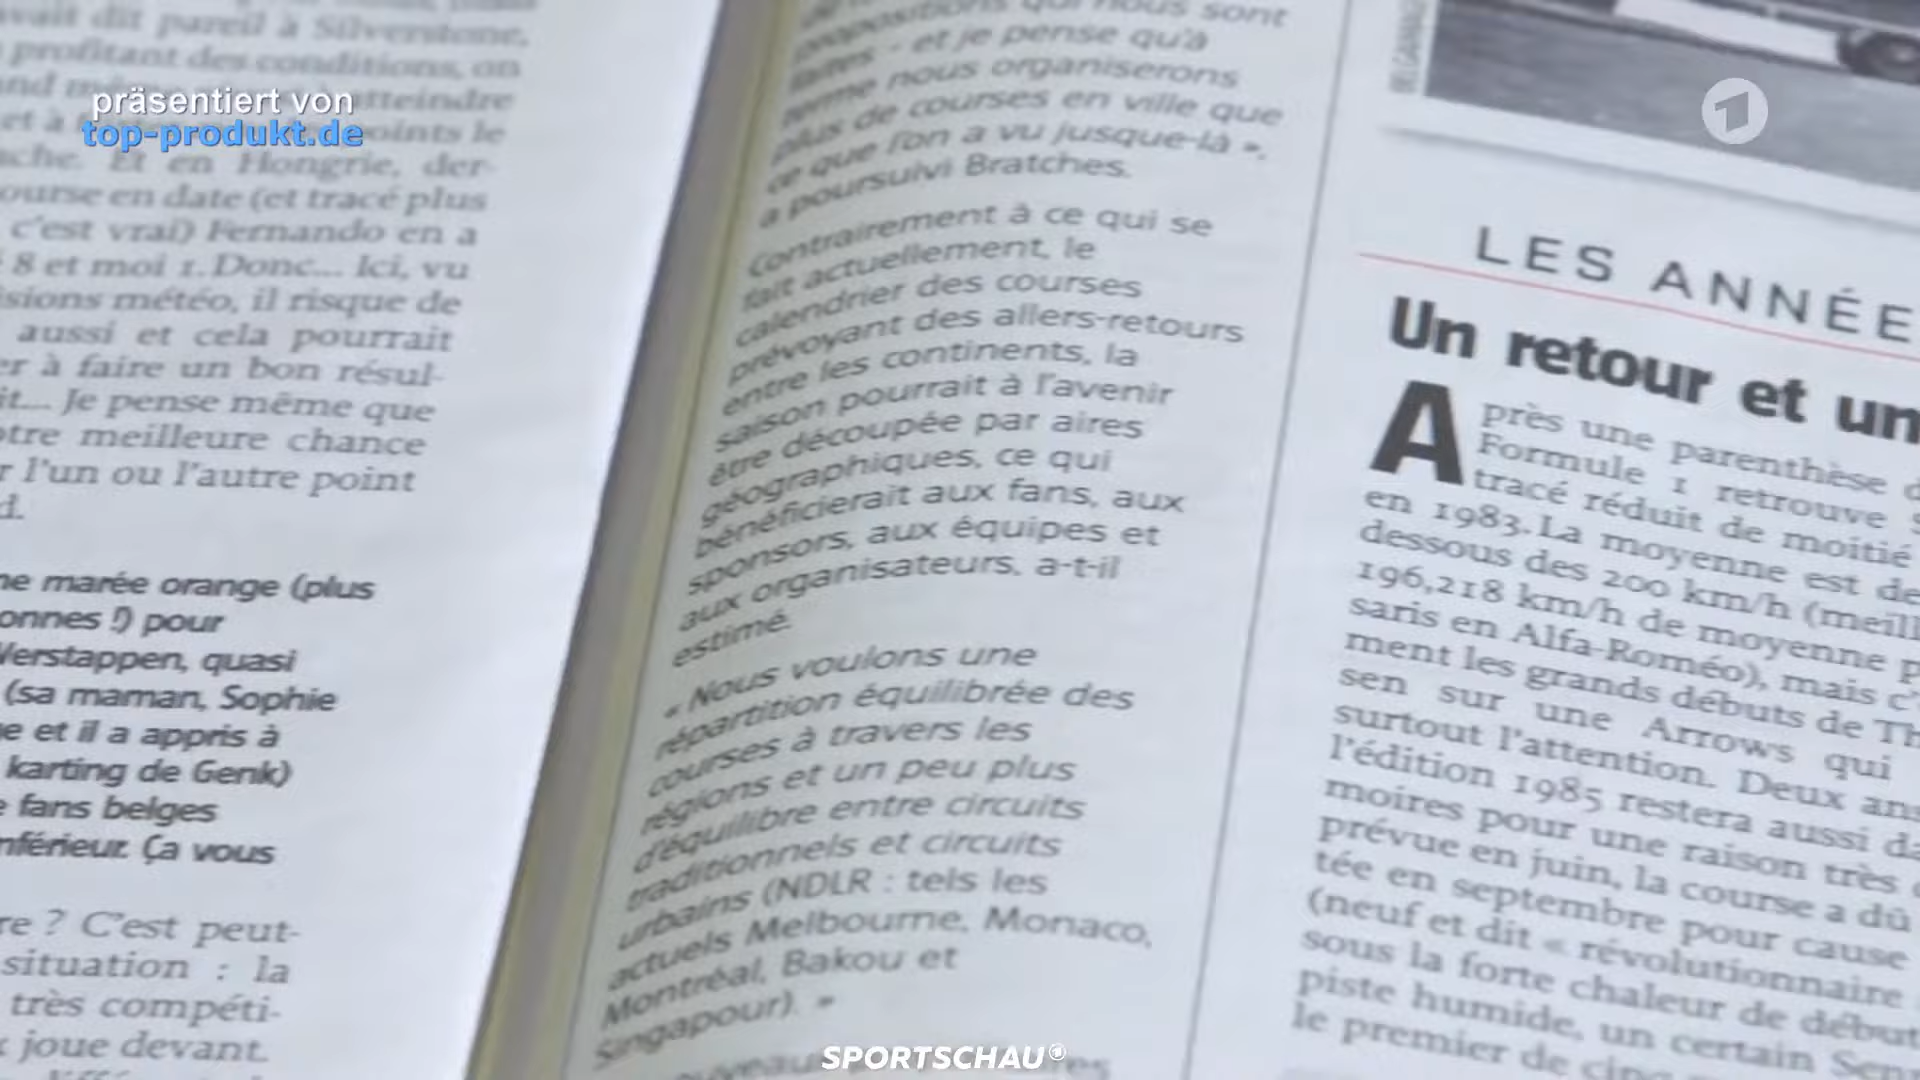 präsentiert von
top-produkt.de
avait dit pareil à Silverstone,
profitant des conditions, on
atteindre
points le
Et en Hongrie, der-
ourse en date (et tracé plus
c'est vrai) Fernando en a
8 et moi 1. Donc... Ici, vu
isions météo, il risque de
aussi et cela pourrait
er à faire un bon résul-
it... Je pense même que
otre meilleure chance
r l'un ou l'autre point
d.
ne marée orange (plus
onnes !) pour
Verstappen, quasi
(sa maman, Sophie
ge et il a appris à
karting de Genk)
e fans belges
nférieur. Ça vous
re ? C'est peut-
situation : la
très compéti-
x joue devant.
propositions qui nous sont
faites - et je pense qu'à
terme nous organiserons
plus de courses en ville que
ce que l'on a vu jusque-là »,
a poursuivi Bratches.
Contrairement à ce qui se
fait actuellement, le
calendrier des courses
prévoyant des allers-retours
entre les continents, la
saison pourrait à l'avenir
être découpée par aires
géographiques, ce qui
bénéficierait aux fans, aux
sponsors, aux équipes et
aux organisateurs, a-t-il
estimé.
« Nous voulons une
répartition équilibrée des
courses à travers les
régions et un peu plus
d'équilibre entre circuits
traditionnels et circuits
urbains (NDLR : tels les
actuels Melbourne, Monaco,
Montréal, Bakou et
Singapour). »
BELGAIMAGE
LES ANNÉE
Un retour et un
Après une parenthèse d
Formule 1 retrouve S
tracé réduit de moitié
en 1983. La moyenne est de
dessous des 200 km/h (meill
196,218 km/h de moyenne p
saris en Alfa-Roméo), mais c'
ment les grands débuts de Th
sen sur une Arrows qui
surtout l'attention. Deux ans
l'édition 1985 restera aussi da
moires pour une raison très
prévue en juin, la course a dû
tée en septembre pour cause
(neuf et dit « révolutionnaire
sous la forte chaleur de début
piste humide, un certain Sen
le premier de cinq
SPORTSCHAU